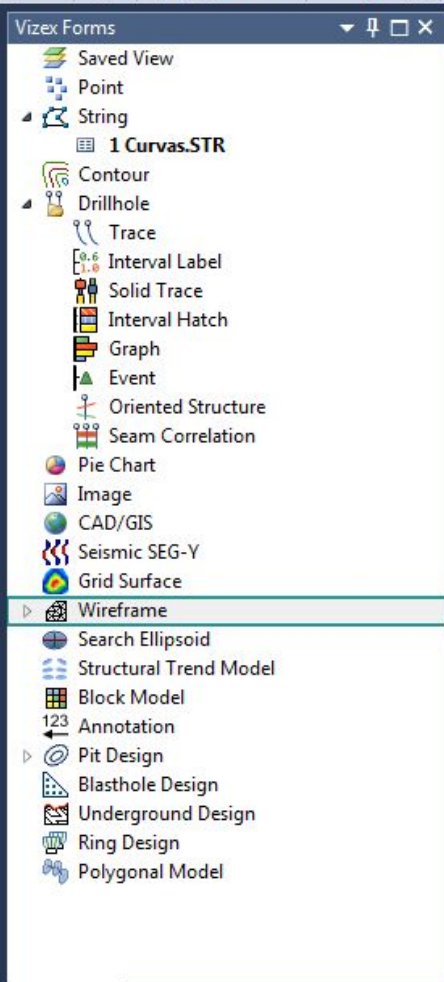 Vizex Forms
Saved View
Point
String
1 Curvas.STR
Contour
Drillhole
Trace
0.6
1.0
Interval Label
Solid Trace
Interval Hatch
Graph
Event
Oriented Structure
Seam Correlation
Pie Chart
Image
CAD/GIS
Seismic SEG-Y
Grid Surface
Wireframe
Search Ellipsoid
Structural Trend Model
Block Model
123
Annotation
Pit Design
Blasthole Design
Underground Design
Ring Design
Polygonal Model